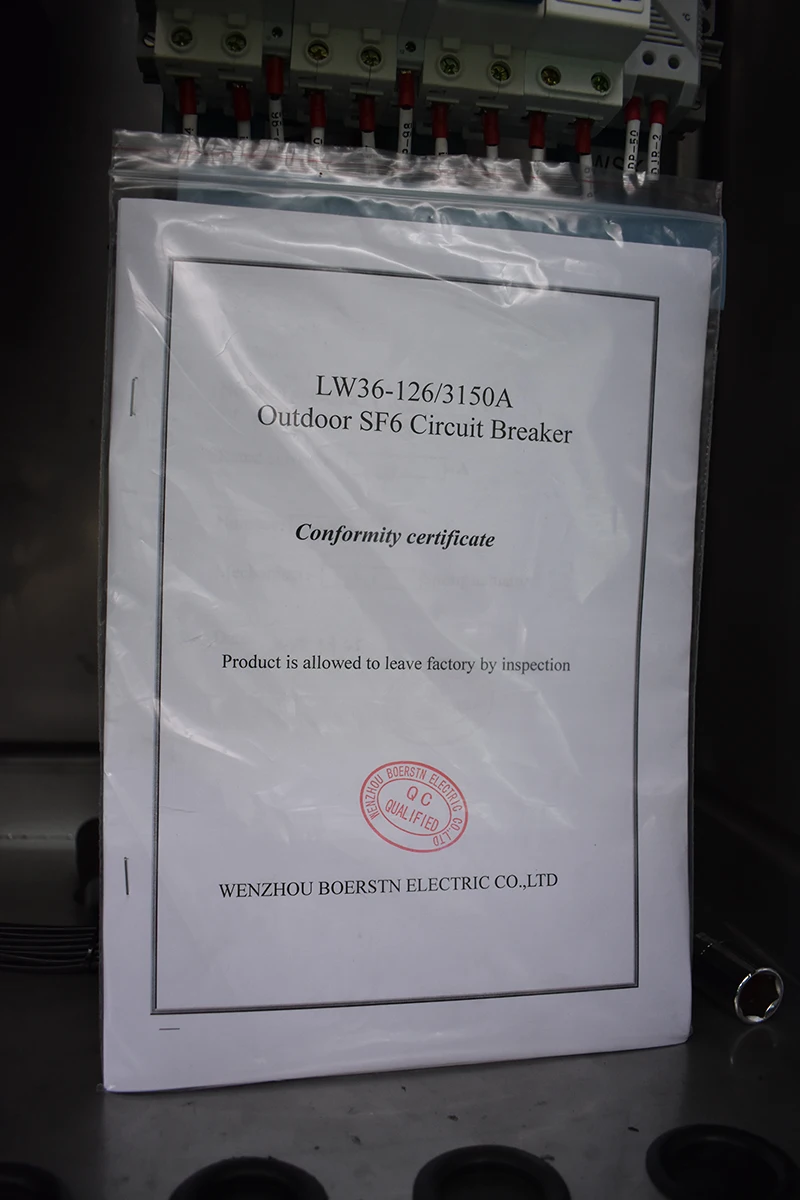 LW36-126/3150A
Outdoor SF6 Circuit Breaker
Conformity certificate
Product is allowed to leave factory by inspection
WENZHOU BOERSTN ELECTRIC CO.,LTD
QC
QUALIFIED
WENZHOU BOERSTN ELECTRIC CO.,LTD